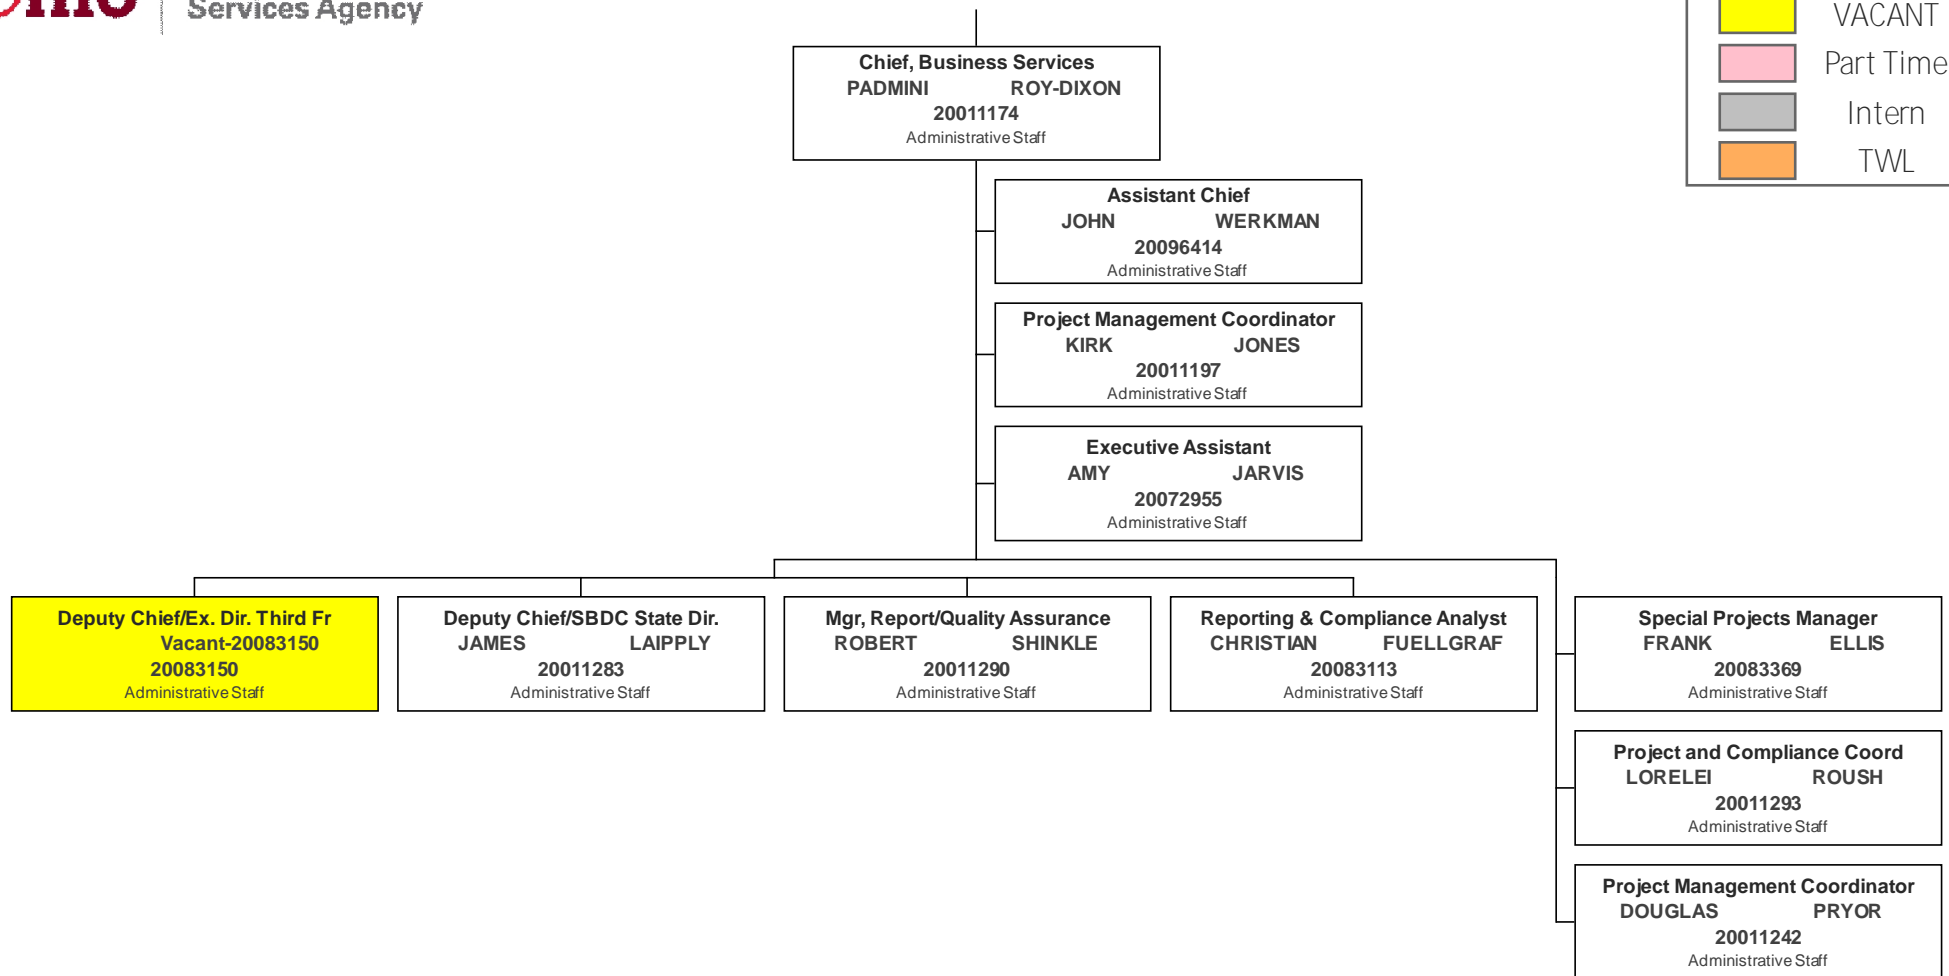 Services Agency
VACANT
Part Time
Intern
TWL
Chief, Business Services
PADMINI ROY-DIXON
20011174
Administrative Staff
Assistant Chief
JOHN WERKMAN
20096414
Administrative Staff
Project Management Coordinator
KIRK JONES
20011197
Administrative Staff
Executive Assistant
AMY JARVIS
20072955
Administrative Staff
Deputy Chief/Ex. Dir. Third Fr
Vacant-20083150
20083150
Administrative Staff
Deputy Chief/SBDC State Dir.
JAMES LAIPPLY
20011283
Administrative Staff
Mgr, Report/Quality Assurance
ROBERT SHINKLE
20011290
Administrative Staff
Reporting & Compliance Analyst
CHRISTIAN FUELLGRAF
20083113
Administrative Staff
Special Projects Manager
FRANK ELLIS
20083369
Administrative Staff
Project and Compliance Coord
LORELEI ROUSH
20011293
Administrative Staff
Project Management Coordinator
DOUGLAS PRYOR
20011242
Administrative Staff